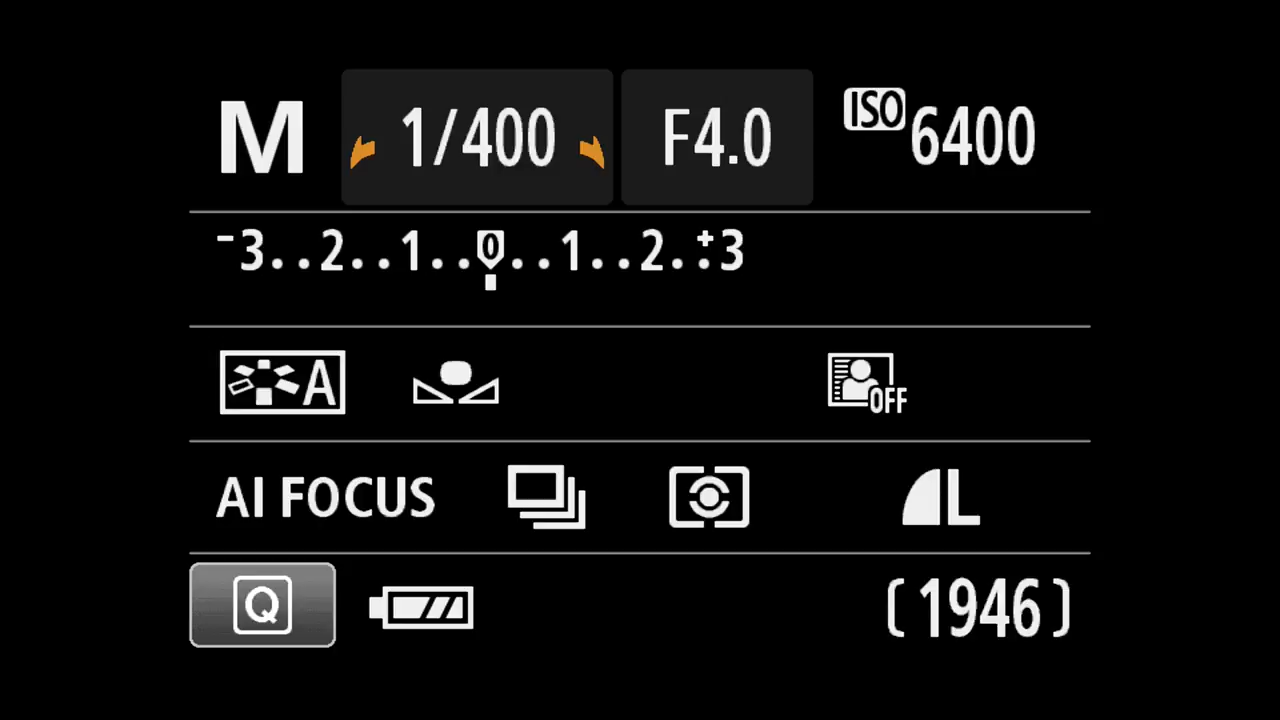 M 1/400 F4.0 ISO 6400
-3..2..1..0..1..2..+3
A OFF
AI FOCUS L
Q [1946]